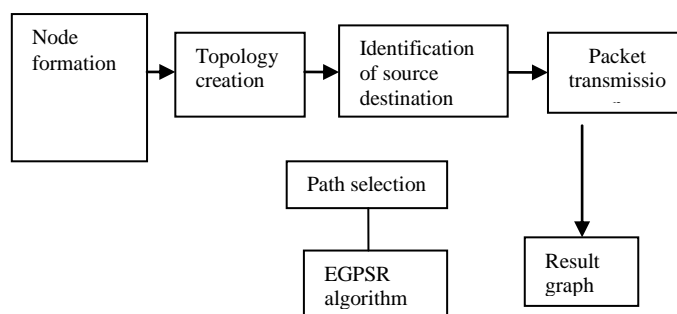 Node
formation
Topology
creation
Identification
of source
destination
Packet
transmissio
Path selection
EGPSR
algorithm
Result
graph